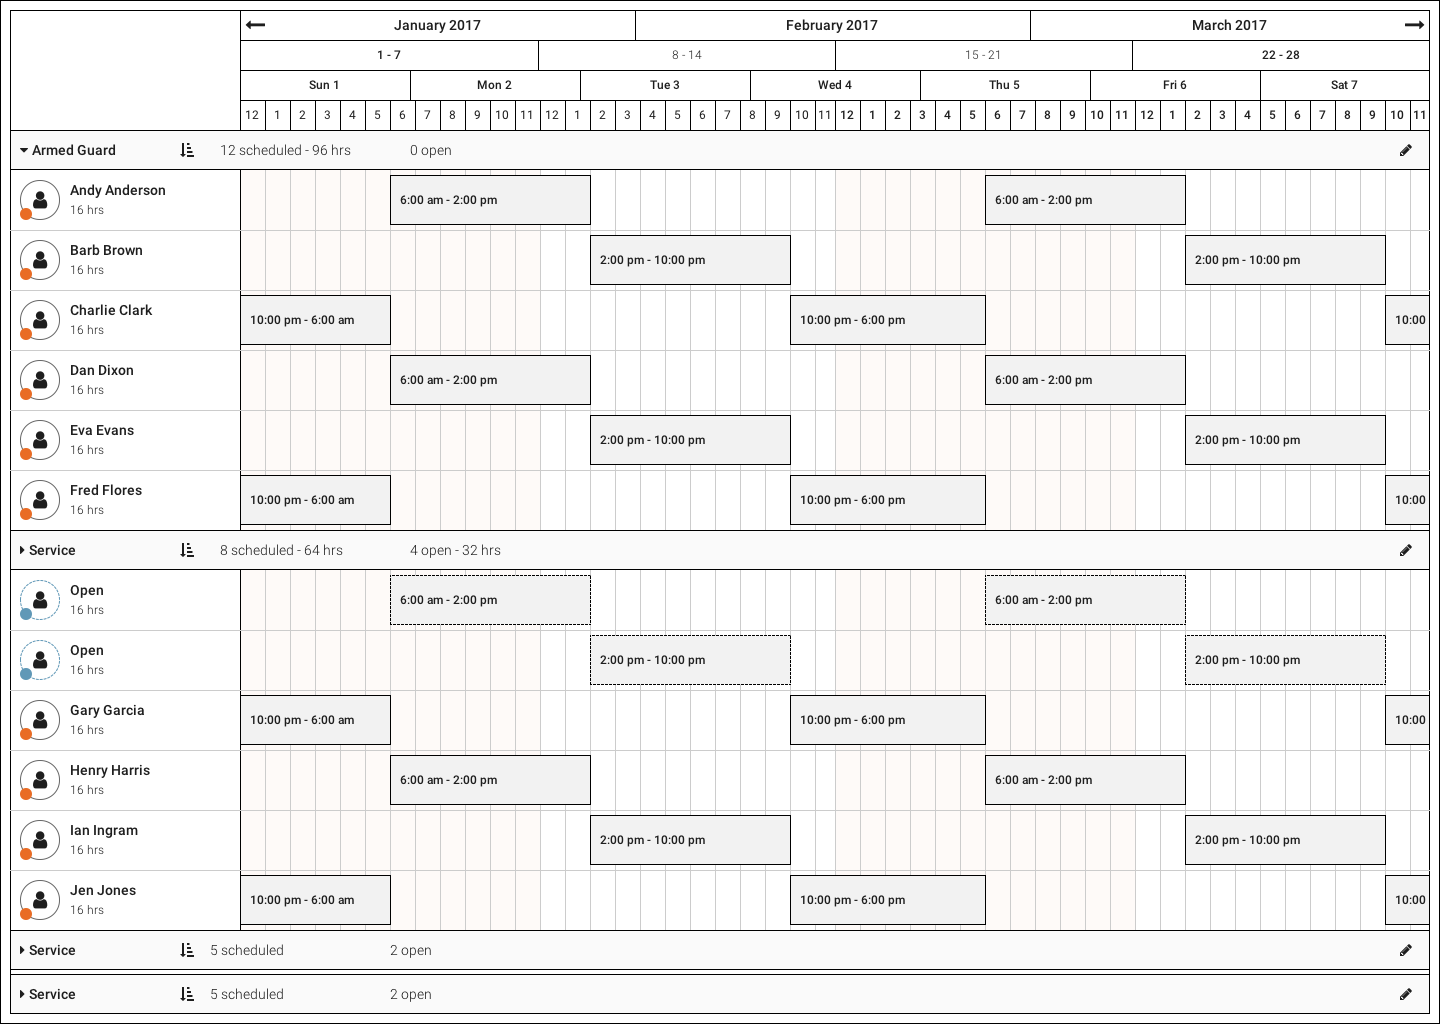 January 2017 February 2017 March 2017
1 - 7 8 - 14 15 - 21 22 - 28
Sun 1 Mon 2 Tue 3 Wed 4 Thu 5 Fri 6 Sat 7
12 1 2 3 4 5 6 7 8 9 10 11 12 1 2 3 4 5 6 7 8 9 10 11 12 1 2 3 4 5 6 7 8 9 10 11 12 1 2 3 4 5 6 7 8 9 10 11
Armed Guard 12 scheduled - 96 hrs 0 open
Andy Anderson 6:00 am - 2:00 pm 6:00 am - 2:00 pm
16 hrs
Barb Brown 2:00 pm - 10:00 pm 2:00 pm - 10:00 pm
16 hrs
Charlie Clark 10:00 pm - 6:00 am 10:00 pm - 6:00 pm 10:00
16 hrs
Dan Dixon 6:00 am - 2:00 pm 6:00 am - 2:00 pm
16 hrs
Eva Evans 2:00 pm - 10:00 pm 2:00 pm - 10:00 pm
16 hrs
Fred Flores 10:00 pm - 6:00 am 10:00 pm - 6:00 pm 10:00
16 hrs
Service 8 scheduled - 64 hrs 4 open - 32 hrs
Open 6:00 am - 2:00 pm 6:00 am - 2:00 pm
16 hrs
Open 2:00 pm - 10:00 pm 2:00 pm - 10:00 pm
16 hrs
Gary Garcia 10:00 pm - 6:00 am 10:00 pm - 6:00 pm 10:00
16 hrs
Henry Harris 6:00 am - 2:00 pm 6:00 am - 2:00 pm
16 hrs
Ian Ingram 2:00 pm - 10:00 pm 2:00 pm - 10:00 pm
16 hrs
Jen Jones 10:00 pm - 6:00 am 10:00 pm - 6:00 pm 10:00
16 hrs
Service 5 scheduled 2 open
Service 5 scheduled 2 open